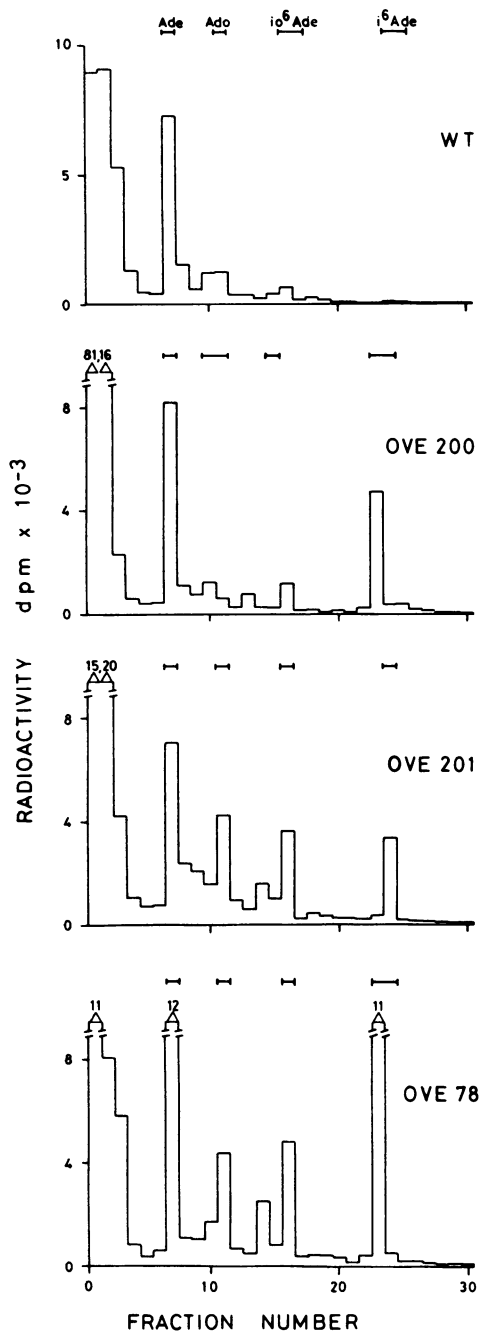 Ade Ado io⁶Ade i⁶Ade
10
5
0
WT
81,16
8
4
0
OVE 200
15,20
8
4
0
OVE 201
11 12 11
8
4
0
OVE 78
0 10 20 30
FRACTION NUMBER
RADIOACTIVITY dpm x 10⁻³